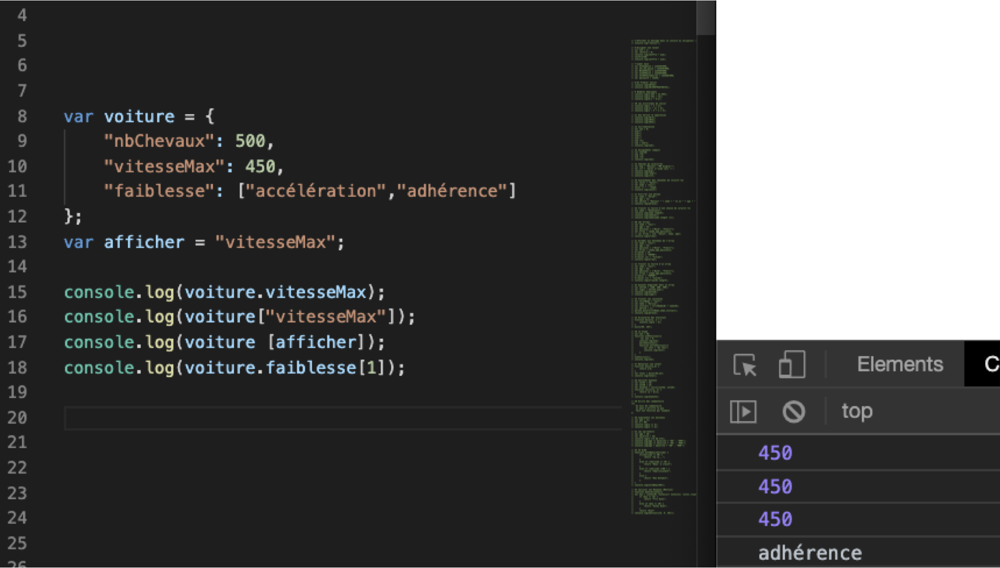 4
5
6
7
8 var voiture = {
9 "nbChevaux": 500,
10 "vitesseMax": 450,
11 "faiblesse": ["accélération","adhérence"]
12 };
13 var afficher = "vitesseMax";
14
15 console.log(voiture.vitesseMax);
16 console.log(voiture["vitesseMax"]);
17 console.log(voiture [afficher]);
18 console.log(voiture.faiblesse[1]);
19
20
21
22
23
24
25
26
Elements C
top
450
450
450
adhérence